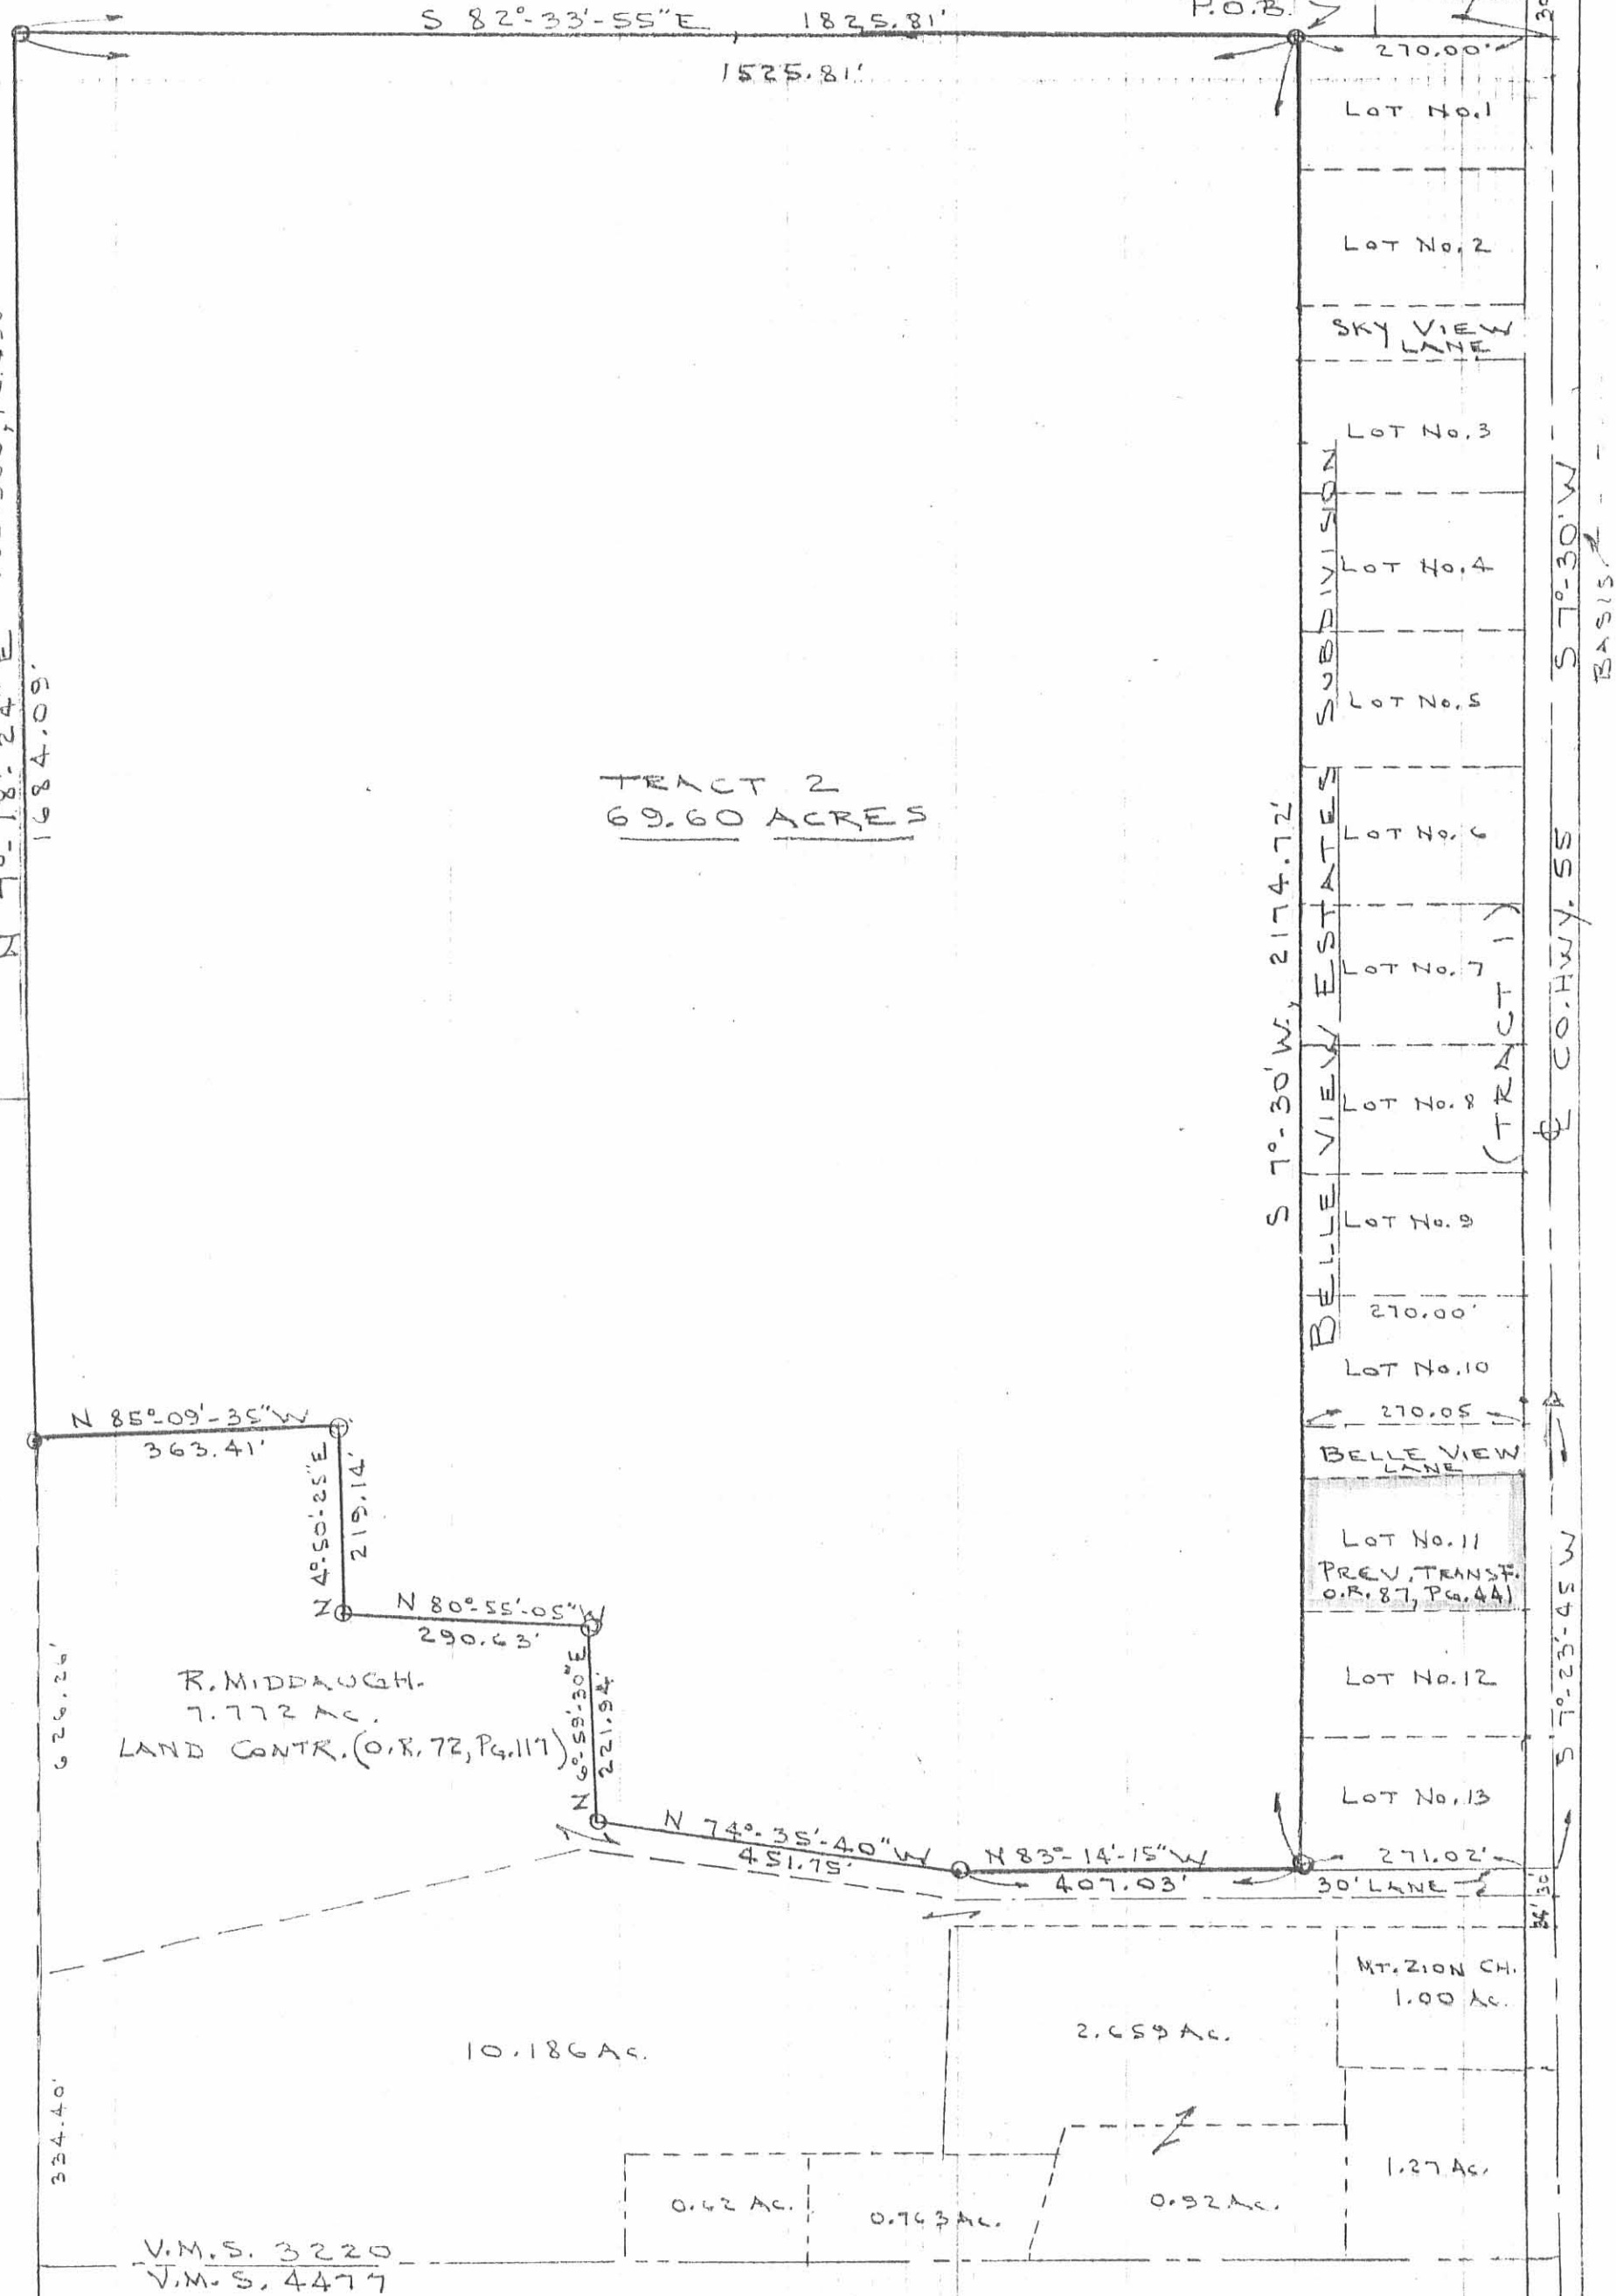 S 82°-33'-55"E 1825.81'
P.O.B.
1525.81'
270.00'
LOT No.1
LOT No.2
SKY VIEW
LANE
LOT No.3
LOT No.4
LOT No.5
LOT No.6
LOT No.7
LOT No.8
LOT No.9
270.00'
LOT No.10
270.05
BELLE VIEW
LANE
LOT No.11
PREV. TRANSF.
O.R. 87, PG. 441
LOT No.12
LOT No.13
271.02'
30' LANE
30'
BELLE VIEW ESTATES SUBDIVISION
(TRACT 1)
S 7°-30' W., 2174.72'
CO. HWY. 55
S 7°-30' W
BASIS
S 7°-23'-45 W
N 7°-18'-24" E
1684.09'
TRACT 2
69.60 ACRES
N 85°-09'-35"W
363.41'
N 4°-50'-25"E
219.14'
N 80°-55'-05"W
290.63'
N 6°-59'-30"E
221.94'
R. MIDDAUGH.
7.772 AC.
LAND CONTR. (O.R. 72, PG. 117)
626.26'
N 74°-35'-40" W
451.75'
N 83°-14'-15" W
407.03'
MT. ZION CH.
1.00 AC.
2.659 AC.
10.186 AC.
334.40'
1.27 AC.
0.62 AC.
0.763 AC.
0.92 AC.
V.M.S. 3220
V.M.S. 4477